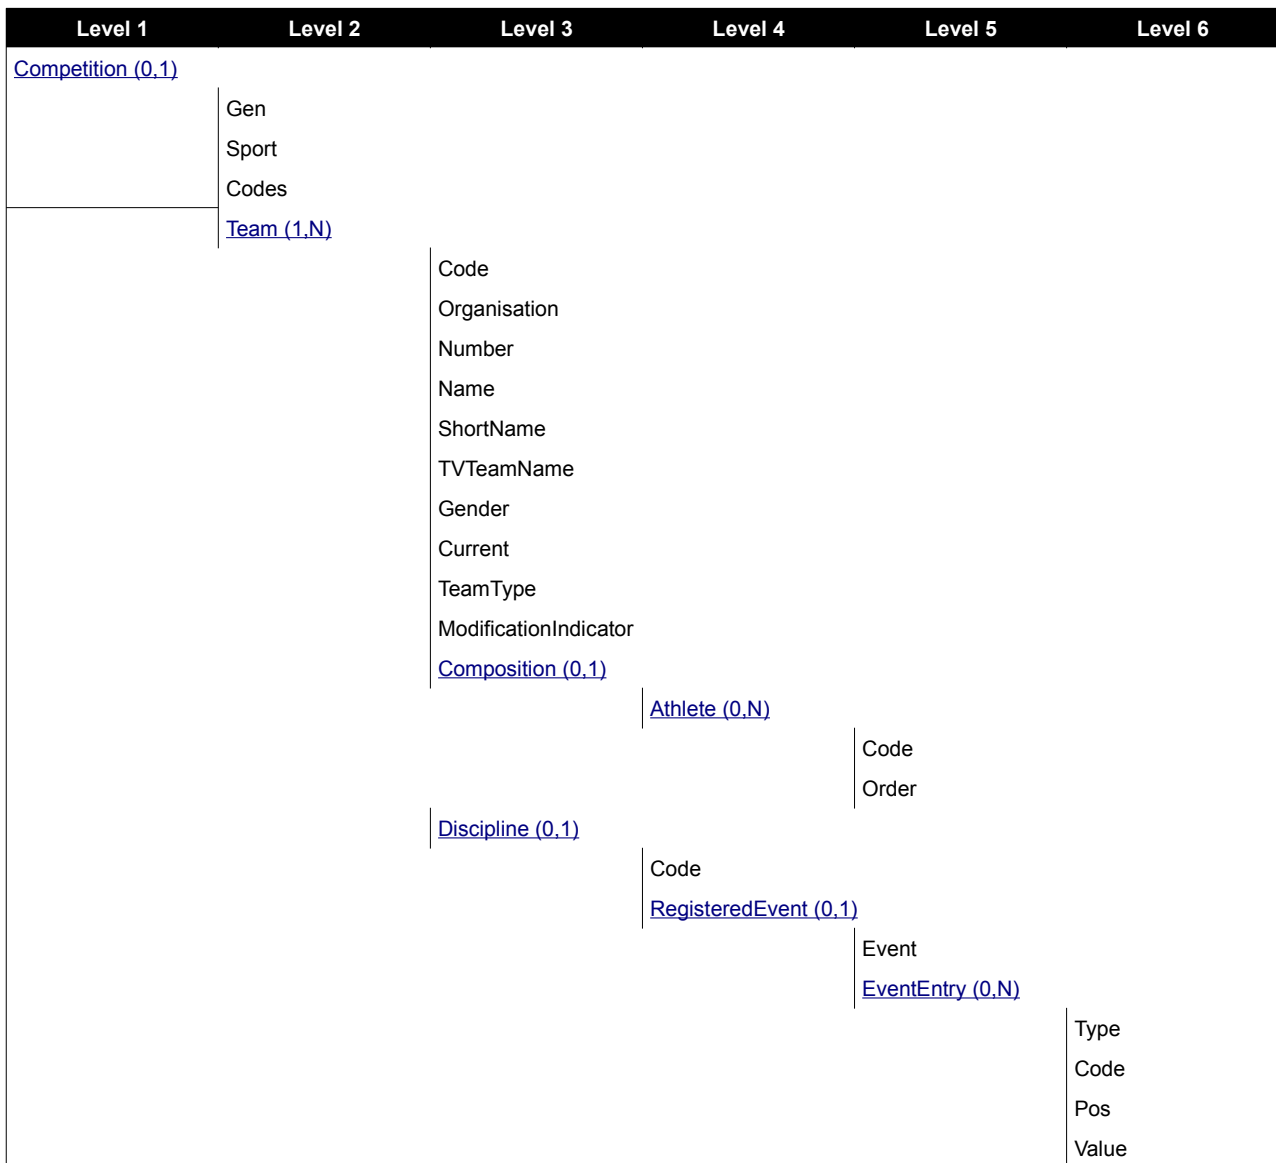 Level 1 Level 2 Level 3 Level 4 Level 5 Level 6
Competition (0,1)
Gen
Sport
Codes
Team (1,N)
Code
Organisation
Number
Name
ShortName
TVTeamName
Gender
Current
TeamType
ModificationIndicator
Composition (0,1)
Athlete (0,N)
Code
Order
Discipline (0,1)
Code
RegisteredEvent (0,1)
Event
EventEntry (0,N)
Type
Code
Pos
Value